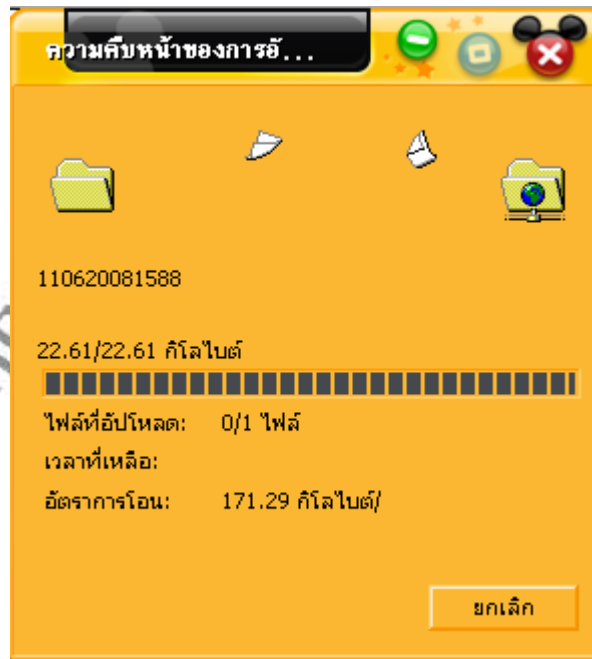 ความคืบหน้าของการอั...
110620081588
22.61/22.61 กิโลไบต์
ไฟล์ที่อัปโหลด: 0/1 ไฟล์
เวลาที่เหลือ:
อัตราการโอน: 171.29 กิโลไบต์/
ยกเลิก